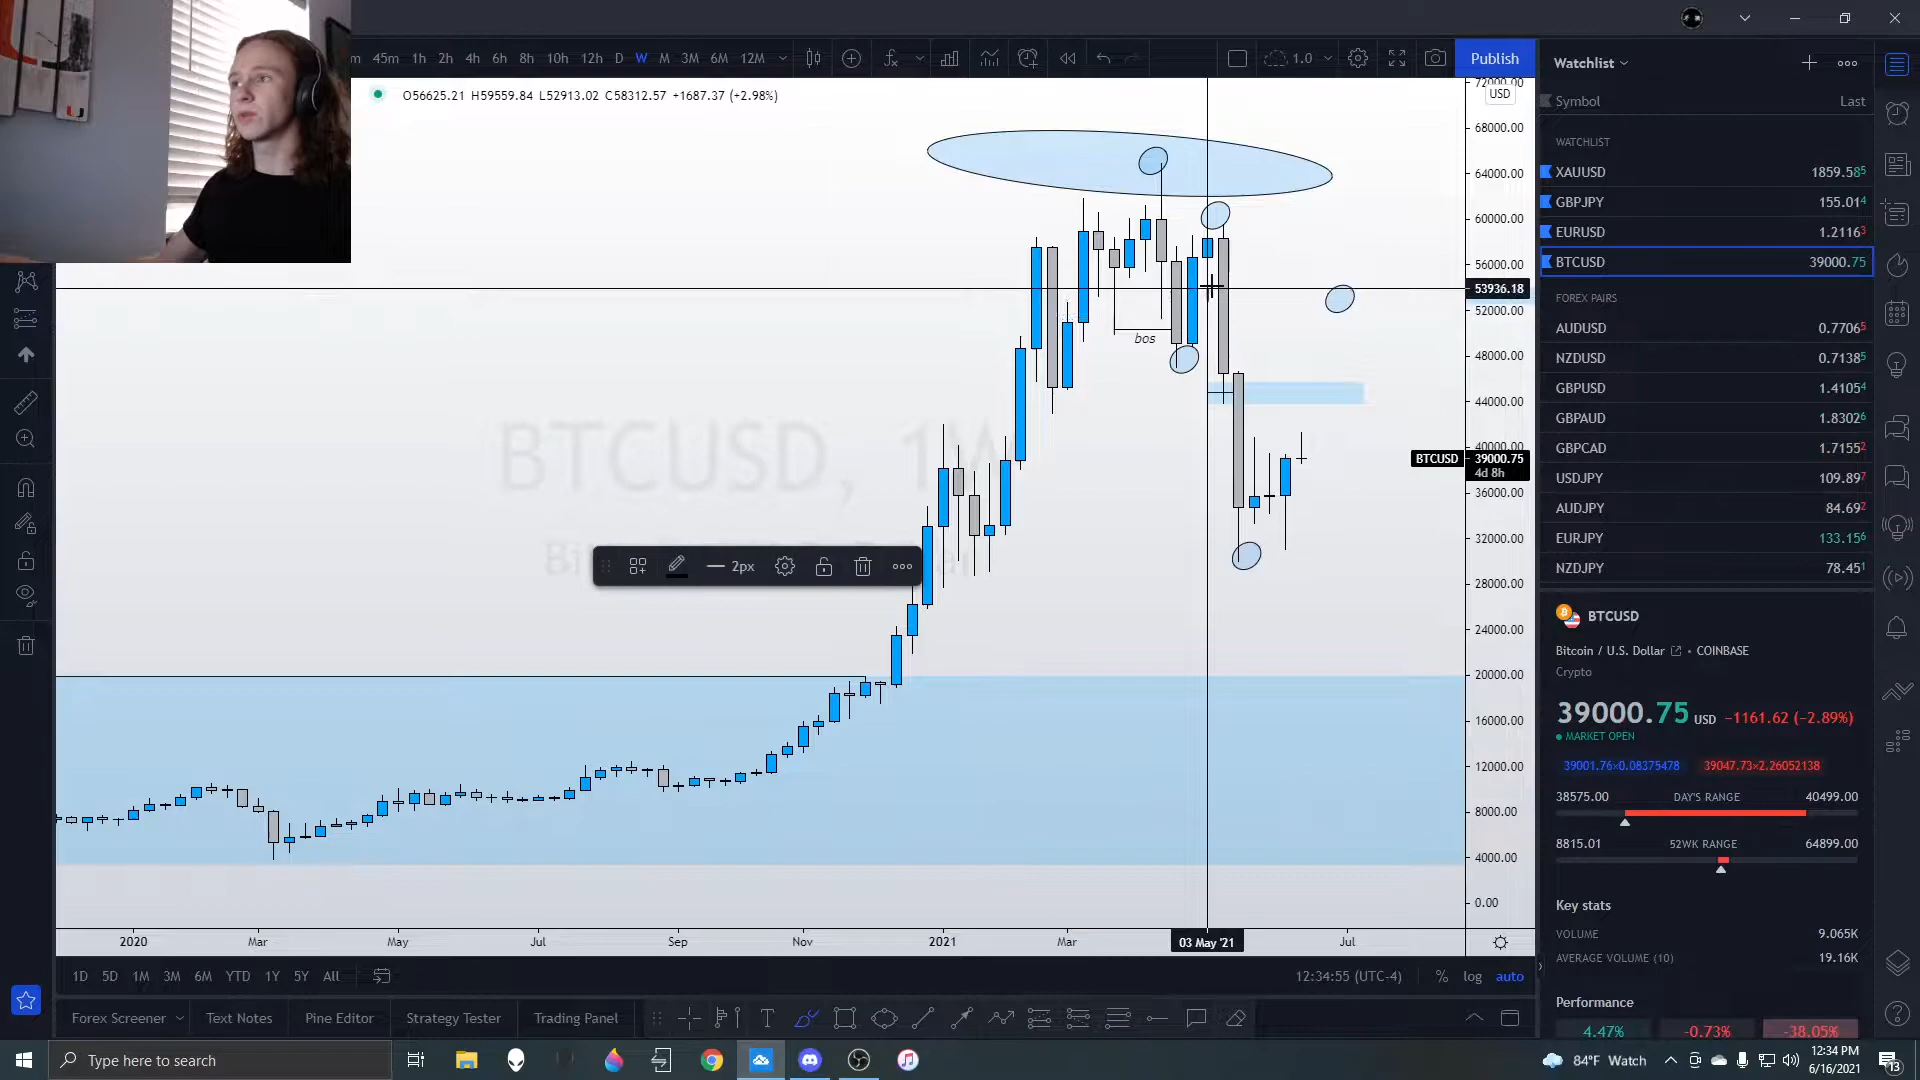 m 45m 1h 2h 4h 6h 8h 10h 12h D W M 3M 6M 12M 1.0 Publish
O56625.21 H59559.84 L52913.02 C58312.57 +1687.37 (+2.98%)
72000.00
USD
68000.00
64000.00
60000.00
56000.00
53936.18
52000.00
bos
48000.00
44000.00
BTCUSD, 1W
40000.00
BTCUSD 39000.75
4d 8h
36000.00
32000.00
2px
28000.00
24000.00
20000.00
16000.00
12000.00
8000.00
4000.00
0.00
2020 Mar May Jul Sep Nov 2021 Mar 03 May '21 Jul
1D 5D 1M 3M 6M YTD 1Y 5Y All 12:34:55 (UTC-4) % log auto
Forex Screener Text Notes Pine Editor Strategy Tester Trading Panel
Watchlist
Symbol Last
WATCHLIST
XAUUSD 1859.585
GBPJPY 155.014
EURUSD 1.21163
BTCUSD 39000.75
FOREX PAIRS
AUDUSD 0.77065
NZDUSD 0.71385
GBPUSD 1.41054
GBPAUD 1.83026
GBPCAD 1.71552
USDJPY 109.897
AUDJPY 84.692
EURJPY 133.156
NZDJPY 78.451
BTCUSD
Bitcoin / U.S. Dollar • COINBASE
Crypto
39000.75 USD −1161.62 (−2.89%)
MARKET OPEN
39001.76×0.08375478 39047.73×2.26052138
38575.00 DAY'S RANGE 40499.00
8815.01 52WK RANGE 64899.00
Key stats
VOLUME 9.065K
AVERAGE VOLUME (10) 19.16K
Performance
4.47% -0.73% -38.05%
Type here to search
84°F Watch
12:34 PM
6/16/2021
13